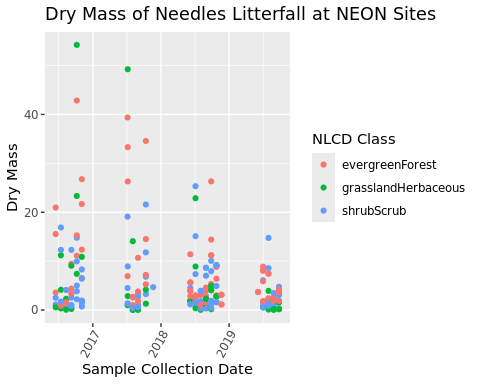 Dry Mass of Needles Litterfall at NEON Sites
Dry Mass
40
20
0
2017
2018
2019
Sample Collection Date
NLCD Class
evergreenForest
grasslandHerbaceous
shrubScrub